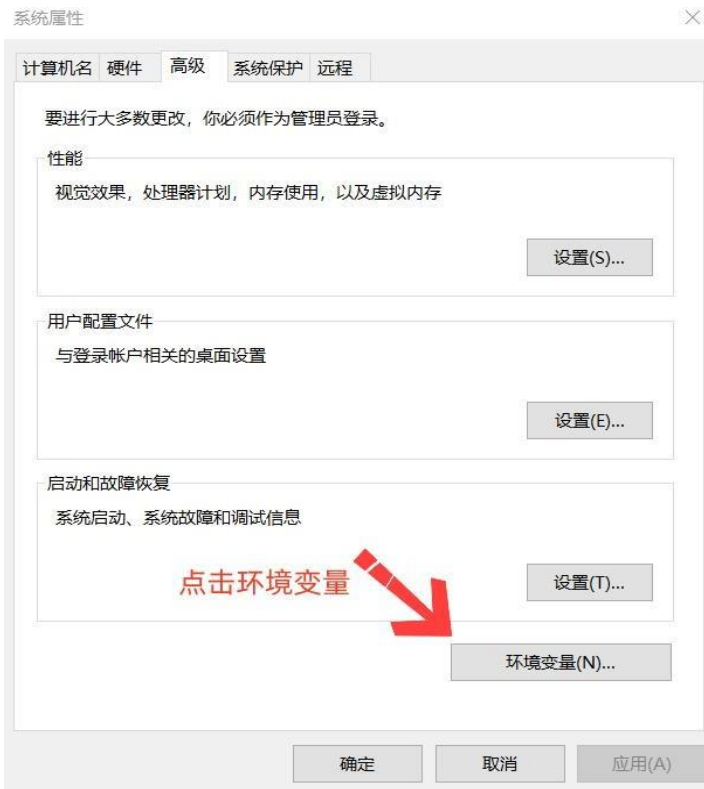 系统属性
计算机名 硬件 高级 系统保护 远程
要进行大多数更改，你必须作为管理员登录。
性能
视觉效果，处理器计划，内存使用，以及虚拟内存
设置(S)...
用户配置文件
与登录帐户相关的桌面设置
设置(E)...
启动和故障恢复
系统启动、系统故障和调试信息
点击环境变量
设置(T)...
环境变量(N)...
确定 取消 应用(A)